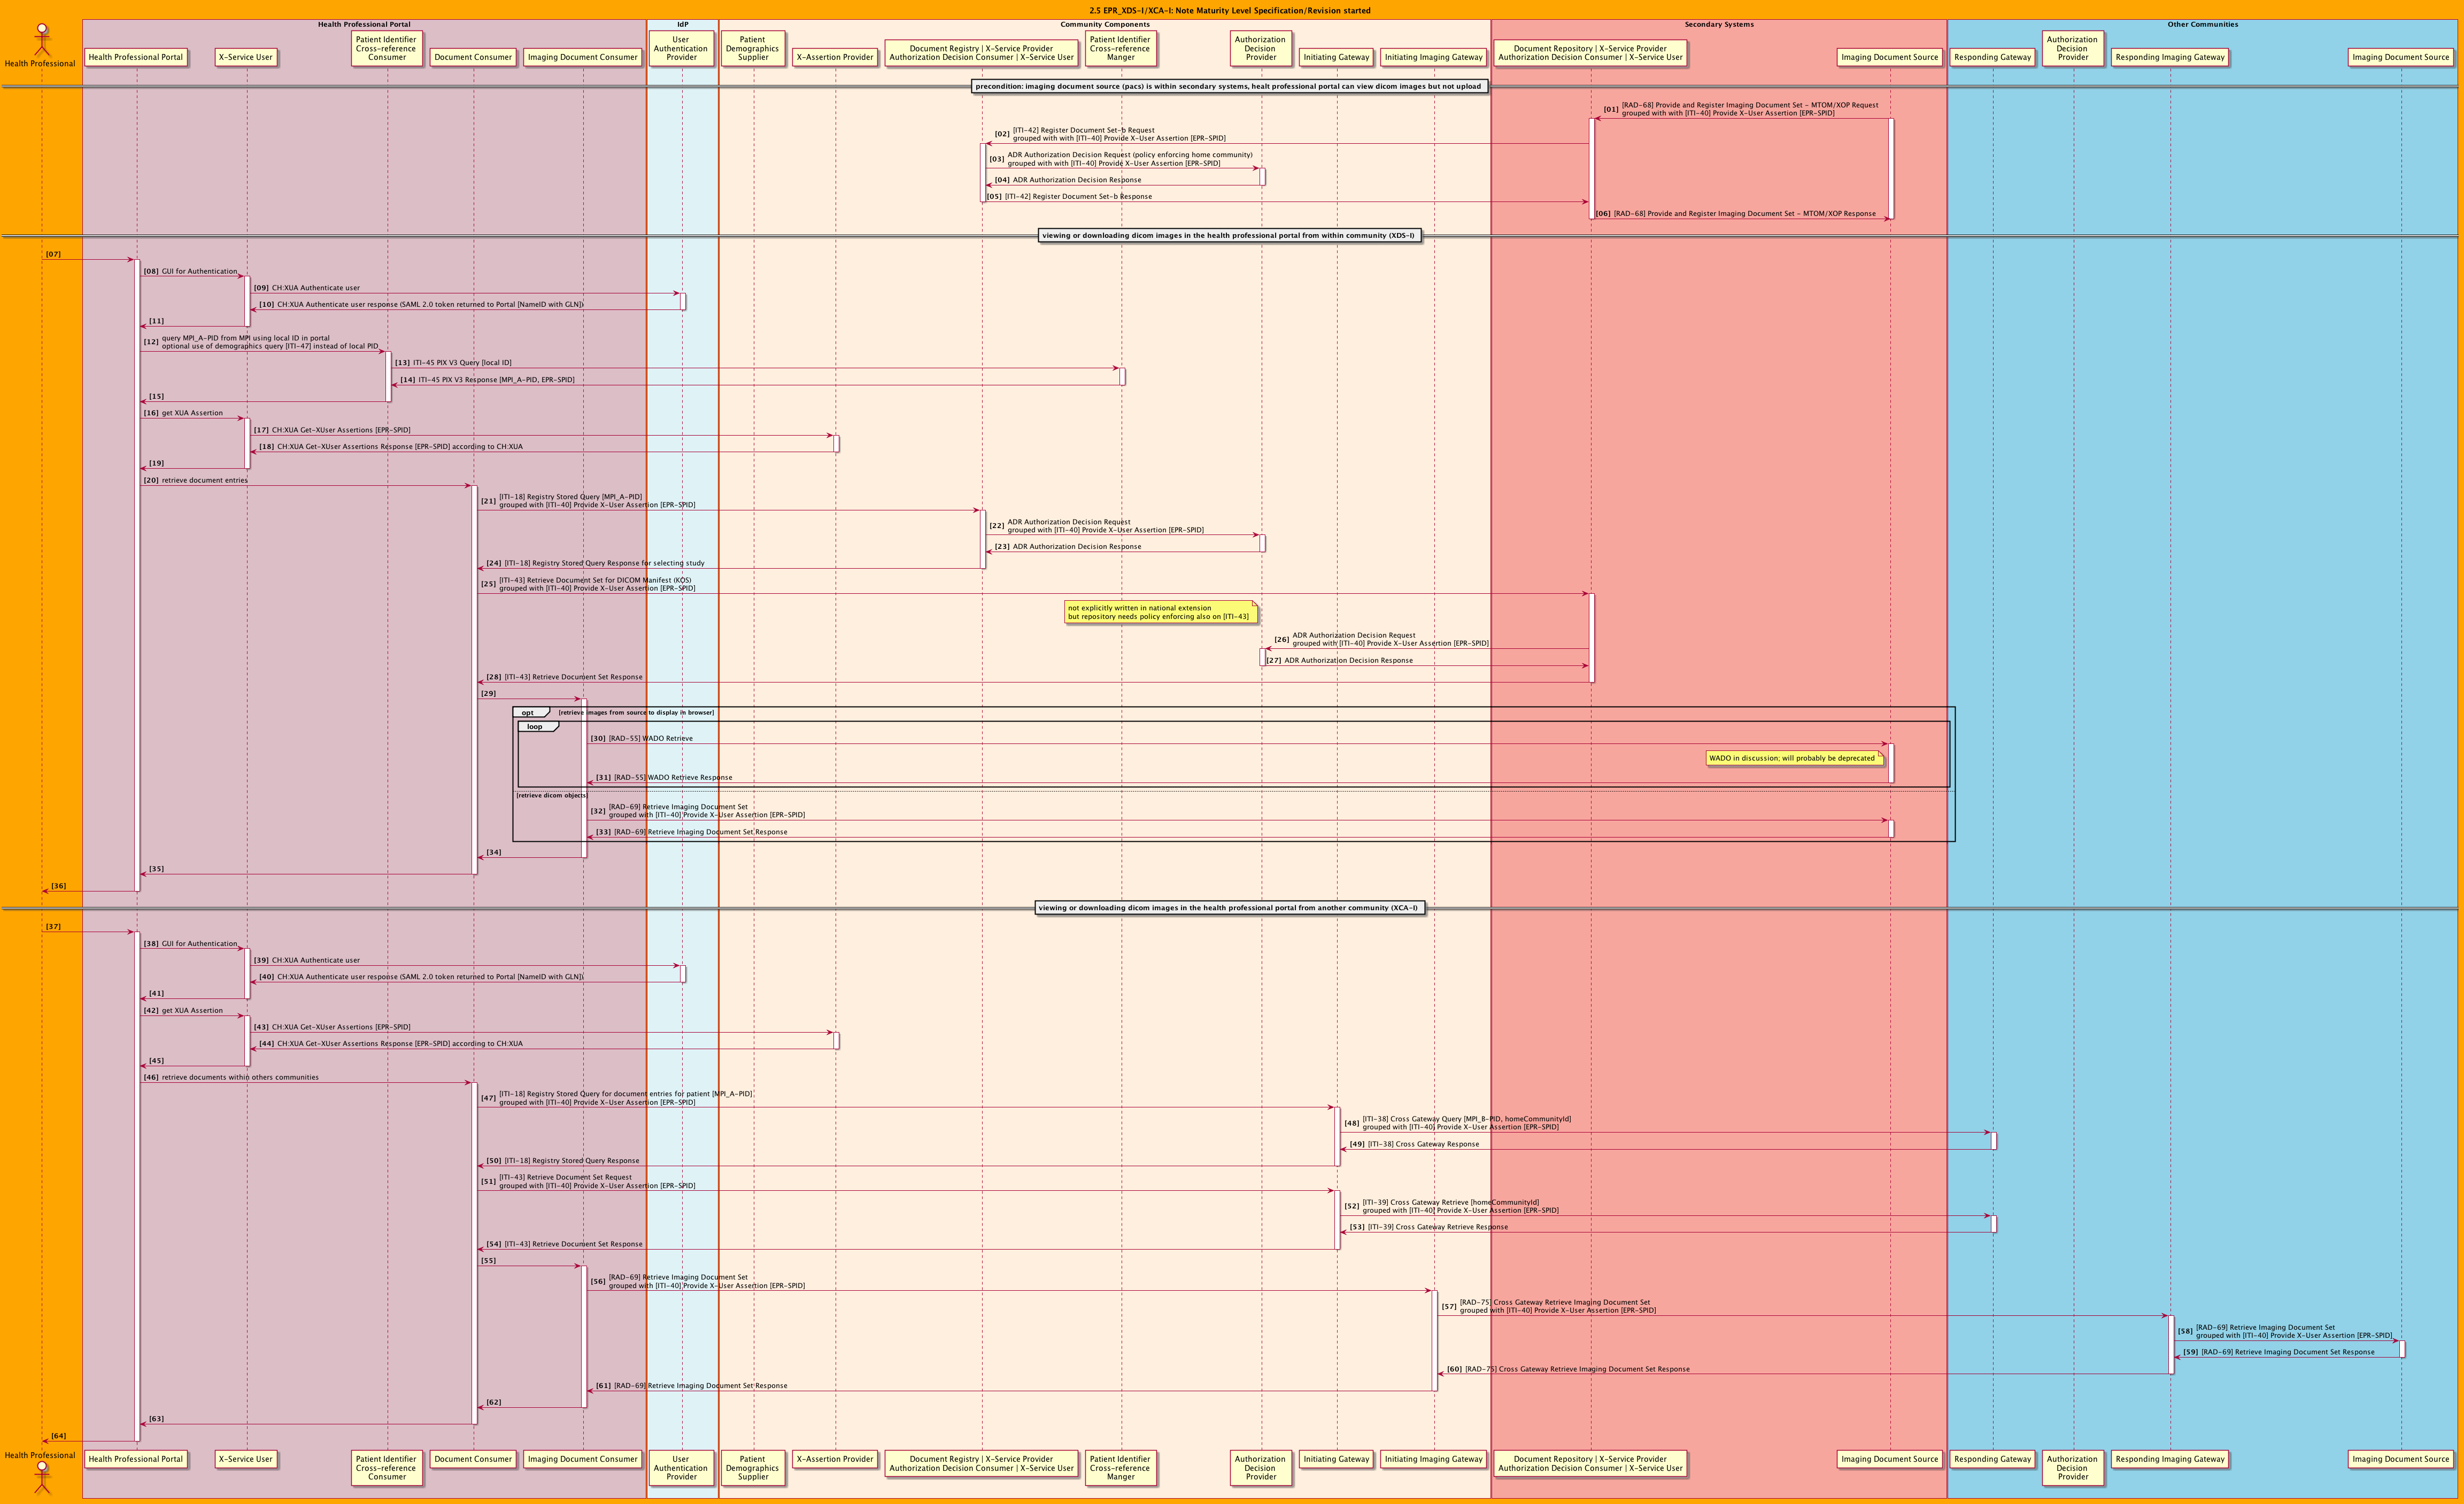 2.5 EPR_XDS-I/XCA-I: Note Maturity Level Specification/Revision started
Health Professional Portal
IdP
Community Components
Secondary Systems
Other Communities
Health Professional
Health Professional Portal
X-Service User
Patient Identifier
Cross-reference
Consumer
Document Consumer
Imaging Document Consumer
User
Authentication
Provider
Patient
Demographics
Supplier
X-Assertion Provider
Document Registry | X-Service Provider
Authorization Decision Consumer | X-Service User
Patient Identifier
Cross-reference
Manger
Authorization
Decision
Provider
Initiating Gateway
Initiating Imaging Gateway
Document Repository | X-Service Provider
Authorization Decision Consumer | X-Service User
Imaging Document Source
Responding Gateway
Authorization
Decision
Provider
Responding Imaging Gateway
Imaging Document Source
precondition: imaging document source (pacs) is within secondary systems, healt professional portal can view dicom images but not upload
[01] [RAD-68] Provide and Register Imaging Document Set - MTOM/XOP Request
grouped with with [ITI-40] Provide X-User Assertion [EPR-SPID]
[02] [ITI-42] Register Document Set-b Request
grouped with with [ITI-40] Provide X-User Assertion [EPR-SPID]
[03] ADR Authorization Decision Request (policy enforcing home community)
grouped with with [ITI-40] Provide X-User Assertion [EPR-SPID]
[04] ADR Authorization Decision Response
[05] [ITI-42] Register Document Set-b Response
[06] [RAD-68] Provide and Register Imaging Document Set - MTOM/XOP Response
viewing or downloading dicom images in the health professional portal from within community (XDS-I)
[07]
[08] GUI for Authentication
[09] CH:XUA Authenticate user
[10] CH:XUA Authenticate user response (SAML 2.0 token returned to Portal [NameID with GLN])
[11]
[12] query MPI_A-PID from MPI using local ID in portal
optional use of demographics query [ITI-47] instead of local PID
[13] ITI-45 PIX V3 Query [local ID]
[14] ITI-45 PIX V3 Response [MPI_A-PID, EPR-SPID]
[15]
[16] get XUA Assertion
[17] CH:XUA Get-XUser Assertions [EPR-SPID]
[18] CH:XUA Get-XUser Assertions Response [EPR-SPID] according to CH:XUA
[19]
[20] retrieve document entries
[21] [ITI-18] Registry Stored Query [MPI_A-PID]
grouped with [ITI-40] Provide X-User Assertion [EPR-SPID]
[22] ADR Authorization Decision Request
grouped with [ITI-40] Provide X-User Assertion [EPR-SPID]
[23] ADR Authorization Decision Response
[24] [ITI-18] Registry Stored Query Response for selecting study
[25] [ITI-43] Retrieve Document Set for DICOM Manifest (KOS)
grouped with [ITI-40] Provide X-User Assertion [EPR-SPID]
not explicitly written in national extension
but repository needs policy enforcing also on [ITI-43]
[26] ADR Authorization Decision Request
grouped with [ITI-40] Provide X-User Assertion [EPR-SPID]
[27] ADR Authorization Decision Response
[28] [ITI-43] Retrieve Document Set Response
[29]
opt [retrieve images from source to display in browser]
loop
[30] [RAD-55] WADO Retrieve
WADO in discussion; will probably be deprecated
[31] [RAD-55] WADO Retrieve Response
[retrieve dicom objects]
[32] [RAD-69] Retrieve Imaging Document Set
grouped with [ITI-40] Provide X-User Assertion [EPR-SPID]
[33] [RAD-69] Retrieve Imaging Document Set Response
[34]
[35]
[36]
viewing or downloading dicom images in the health professional portal from another community (XCA-I)
[37]
[38] GUI for Authentication
[39] CH:XUA Authenticate user
[40] CH:XUA Authenticate user response (SAML 2.0 token returned to Portal [NameID with GLN])
[41]
[42] get XUA Assertion
[43] CH:XUA Get-XUser Assertions [EPR-SPID]
[44] CH:XUA Get-XUser Assertions Response [EPR-SPID] according to CH:XUA
[45]
[46] retrieve documents within others communities
[47] [ITI-18] Registry Stored Query for document entries for patient [MPI_A-PID]
grouped with [ITI-40] Provide X-User Assertion [EPR-SPID]
[48] [ITI-38] Cross Gateway Query [MPI_B-PID, homeCommunityId]
grouped with [ITI-40] Provide X-User Assertion [EPR-SPID]
[49] [ITI-38] Cross Gateway Response
[50] [ITI-18] Registry Stored Query Response
[51] [ITI-43] Retrieve Document Set Request
grouped with [ITI-40] Provide X-User Assertion [EPR-SPID]
[52] [ITI-39] Cross Gateway Retrieve [homeCommunityId]
grouped with [ITI-40] Provide X-User Assertion [EPR-SPID]
[53] [ITI-39] Cross Gateway Retrieve Response
[54] [ITI-43] Retrieve Document Set Response
[55]
[56] [RAD-69] Retrieve Imaging Document Set
grouped with [ITI-40] Provide X-User Assertion [EPR-SPID]
[57] [RAD-75] Cross Gateway Retrieve Imaging Document Set
grouped with [ITI-40] Provide X-User Assertion [EPR-SPID]
[58] [RAD-69] Retrieve Imaging Document Set
grouped with [ITI-40] Provide X-User Assertion [EPR-SPID]
[59] [RAD-69] Retrieve Imaging Document Set Response
[60] [RAD-75] Cross Gateway Retrieve Imaging Document Set Response
[61] [RAD-69] Retrieve Imaging Document Set Response
[62]
[63]
[64]
Health Professional
Health Professional Portal
X-Service User
Patient Identifier
Cross-reference
Consumer
Document Consumer
Imaging Document Consumer
User
Authentication
Provider
Patient
Demographics
Supplier
X-Assertion Provider
Document Registry | X-Service Provider
Authorization Decision Consumer | X-Service User
Patient Identifier
Cross-reference
Manger
Authorization
Decision
Provider
Initiating Gateway
Initiating Imaging Gateway
Document Repository | X-Service Provider
Authorization Decision Consumer | X-Service User
Imaging Document Source
Responding Gateway
Authorization
Decision
Provider
Responding Imaging Gateway
Imaging Document Source